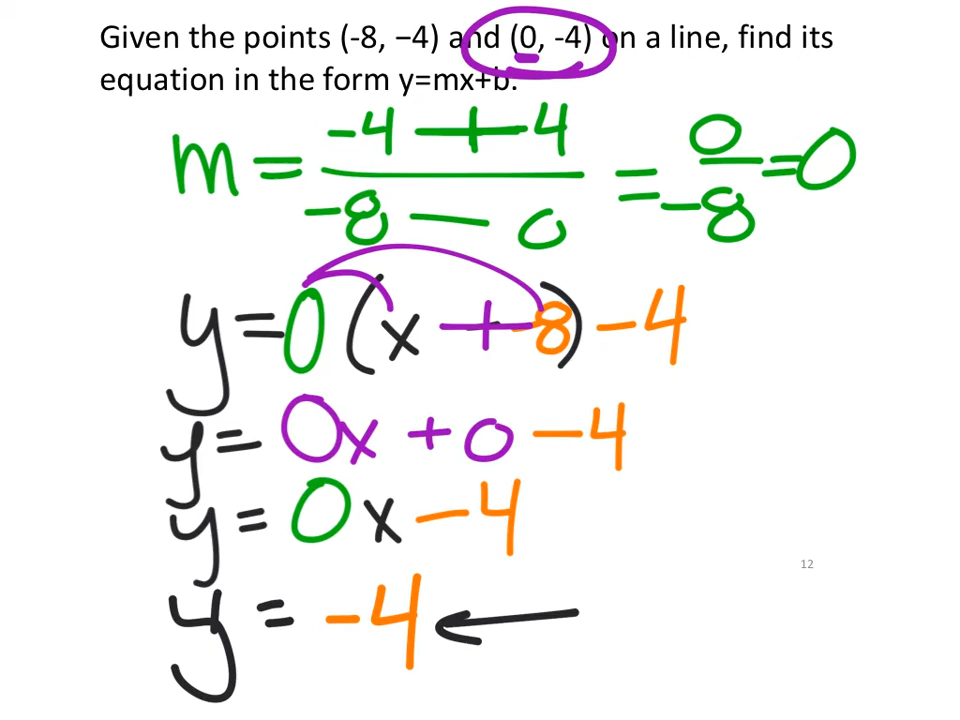 Given the points (-8, −4) and (0, -4) on a line, find its
equation in the form y=mx+b.
m = -4 + 4 / -8 - 0 = 0 / -8 = 0
y = 0 (x + 8) - 4
y = 0x + 0 - 4
y = 0x - 4
12
y = -4